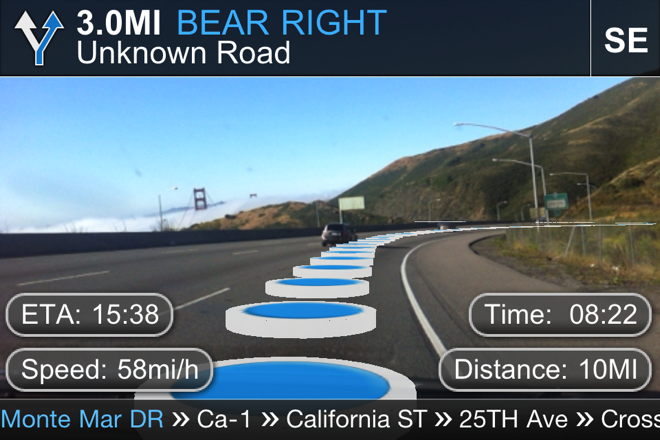 3.0MI BEAR RIGHT
Unknown Road
SE
ETA: 15:38
Time: 08:22
Speed: 58mi/h
Distance: 10MI
Monte Mar DR » Ca-1 » California ST » 25TH Ave » Cross